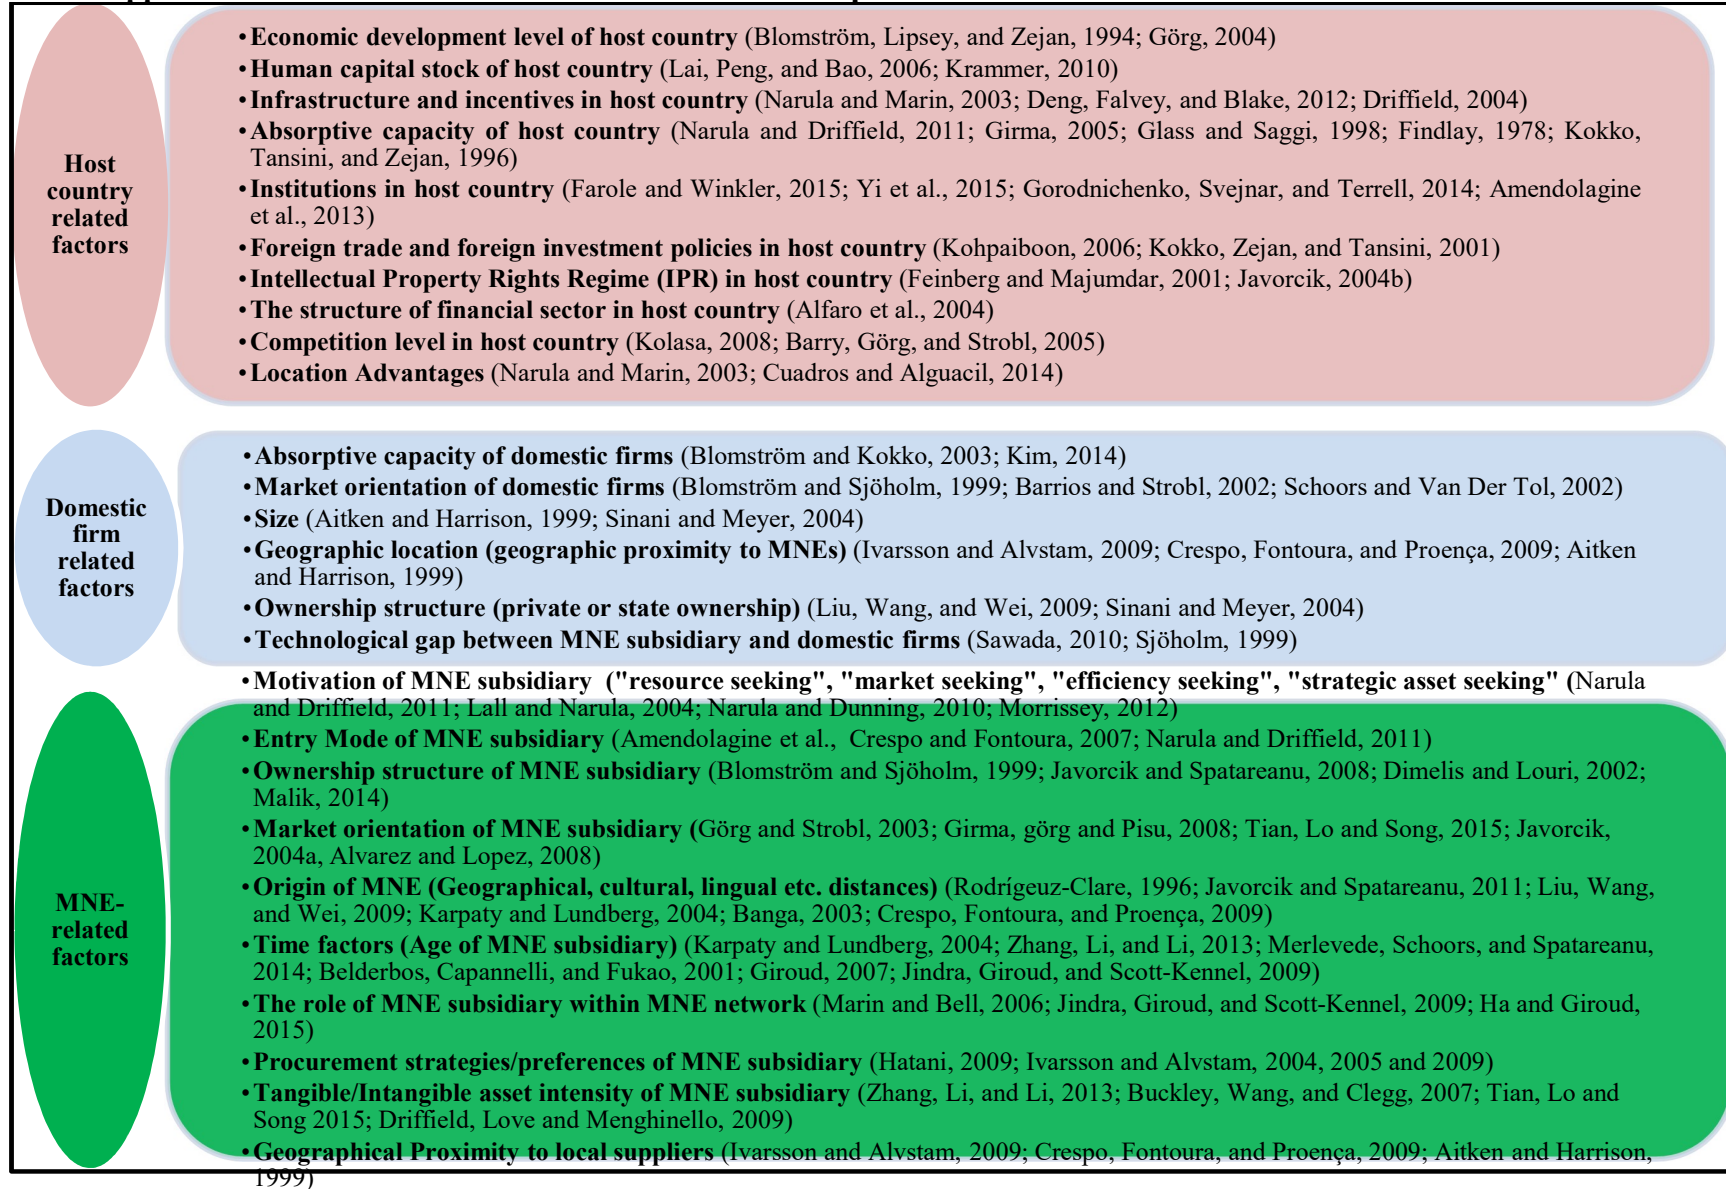 Host
country
related
factors
•Economic development level of host country (Blomström, Lipsey, and Zejan, 1994; Görg, 2004)
•Human capital stock of host country (Lai, Peng, and Bao, 2006; Krammer, 2010)
•Infrastructure and incentives in host country (Narula and Marin, 2003; Deng, Falvey, and Blake, 2012; Driffield, 2004)
•Absorptive capacity of host country (Narula and Driffield, 2011; Girma, 2005; Glass and Saggi, 1998; Findlay, 1978; Kokko,
Tansini, and Zejan, 1996)
•Institutions in host country (Farole and Winkler, 2015; Yi et al., 2015; Gorodnichenko, Svejnar, and Terrell, 2014; Amendolagine
et al., 2013)
•Foreign trade and foreign investment policies in host country (Kohpaiboon, 2006; Kokko, Zejan, and Tansini, 2001)
•Intellectual Property Rights Regime (IPR) in host country (Feinberg and Majumdar, 2001; Javorcik, 2004b)
•The structure of financial sector in host country (Alfaro et al., 2004)
•Competition level in host country (Kolasa, 2008; Barry, Görg, and Strobl, 2005)
•Location Advantages (Narula and Marin, 2003; Cuadros and Alguacil, 2014)
Domestic
firm
related
factors
•Absorptive capacity of domestic firms (Blomström and Kokko, 2003; Kim, 2014)
•Market orientation of domestic firms (Blomström and Sjöholm, 1999; Barrios and Strobl, 2002; Schoors and Van Der Tol, 2002)
•Size (Aitken and Harrison, 1999; Sinani and Meyer, 2004)
•Geographic location (geographic proximity to MNEs) (Ivarsson and Alvstam, 2009; Crespo, Fontoura, and Proença, 2009; Aitken
and Harrison, 1999)
•Ownership structure (private or state ownership) (Liu, Wang, and Wei, 2009; Sinani and Meyer, 2004)
•Technological gap between MNE subsidiary and domestic firms (Sawada, 2010; Sjöholm, 1999)
MNE-
related
factors
•Motivation of MNE subsidiary ("resource seeking", "market seeking", "efficiency seeking", "strategic asset seeking" (Narula
and Driffield, 2011; Lall and Narula, 2004; Narula and Dunning, 2010; Morrissey, 2012)
•Entry Mode of MNE subsidiary (Amendolagine et al., Crespo and Fontoura, 2007; Narula and Driffield, 2011)
•Ownership structure of MNE subsidiary (Blomström and Sjöholm, 1999; Javorcik and Spatareanu, 2008; Dimelis and Louri, 2002;
Malik, 2014)
•Market orientation of MNE subsidiary (Görg and Strobl, 2003; Girma, görg and Pisu, 2008; Tian, Lo and Song, 2015; Javorcik,
2004a, Alvarez and Lopez, 2008)
•Origin of MNE (Geographical, cultural, lingual etc. distances) (Rodrígeuz-Clare, 1996; Javorcik and Spatareanu, 2011; Liu, Wang,
and Wei, 2009; Karpaty and Lundberg, 2004; Banga, 2003; Crespo, Fontoura, and Proença, 2009)
•Time factors (Age of MNE subsidiary) (Karpaty and Lundberg, 2004; Zhang, Li, and Li, 2013; Merlevede, Schoors, and Spatareanu,
2014; Belderbos, Capannelli, and Fukao, 2001; Giroud, 2007; Jindra, Giroud, and Scott-Kennel, 2009)
•The role of MNE subsidiary within MNE network (Marin and Bell, 2006; Jindra, Giroud, and Scott-Kennel, 2009; Ha and Giroud,
2015)
•Procurement strategies/preferences of MNE subsidiary (Hatani, 2009; Ivarsson and Alvstam, 2004, 2005 and 2009)
•Tangible/Intangible asset intensity of MNE subsidiary (Zhang, Li, and Li, 2013; Buckley, Wang, and Clegg, 2007; Tian, Lo and
Song 2015; Driffield, Love and Menghinello, 2009)
•Geographical Proximity to local suppliers (Ivarsson and Alvstam, 2009; Crespo, Fontoura, and Proença, 2009; Aitken and Harrison,
1999)